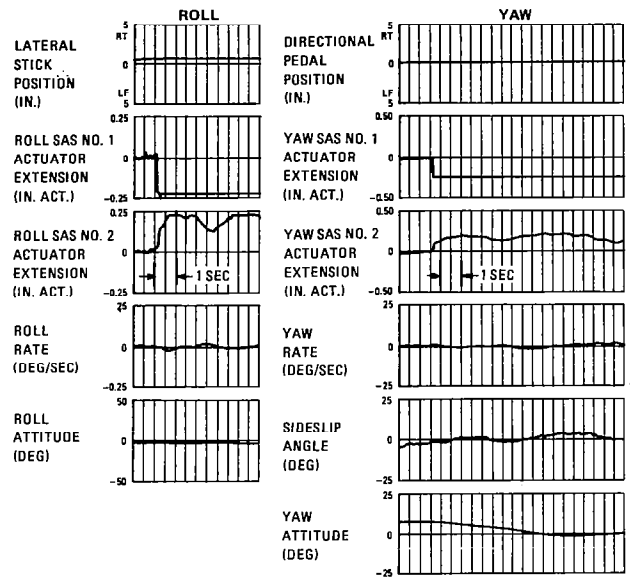 ROLL
LATERAL
STICK
POSITION
(IN.)
5
RT
0
LF
5
ROLL SAS NO. 1
ACTUATOR
EXTENSION
(IN. ACT.)
0.25
0
-0.25
ROLL SAS NO. 2
ACTUATOR
EXTENSION
(IN. ACT.)
0.25
0
-0.25
1 SEC
ROLL
RATE
(DEG/SEC)
25
0
-0.25
ROLL
ATTITUDE
(DEG)
50
0
-50
YAW
DIRECTIONAL
PEDAL
POSITION
(IN.)
5
RT
0
LF
5
YAW SAS NO. 1
ACTUATOR
EXTENSION
(IN. ACT.)
0.50
0
-0.50
YAW SAS NO. 2
ACTUATOR
EXTENSION
(IN. ACT.)
0.50
0
-0.50
1 SEC
YAW
RATE
(DEG/SEC)
25
0
-25
SIDESLIP
ANGLE
(DEG)
25
0
-25
YAW
ATTITUDE
(DEG)
25
0
-25